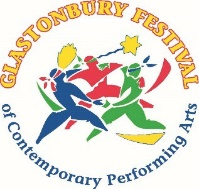 GLASTONBURY FESTIVAL
of Contemporary Performing Arts